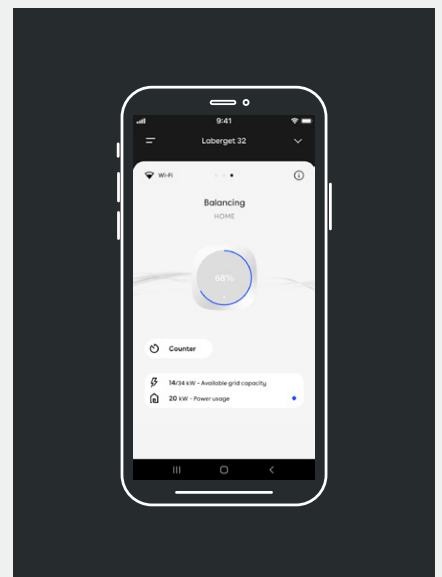 9:41
Laberget 32
Wi-Fi
Balancing
HOME
68%
Counter
14/34 kW - Available grid capacity
20 kW - Power usage